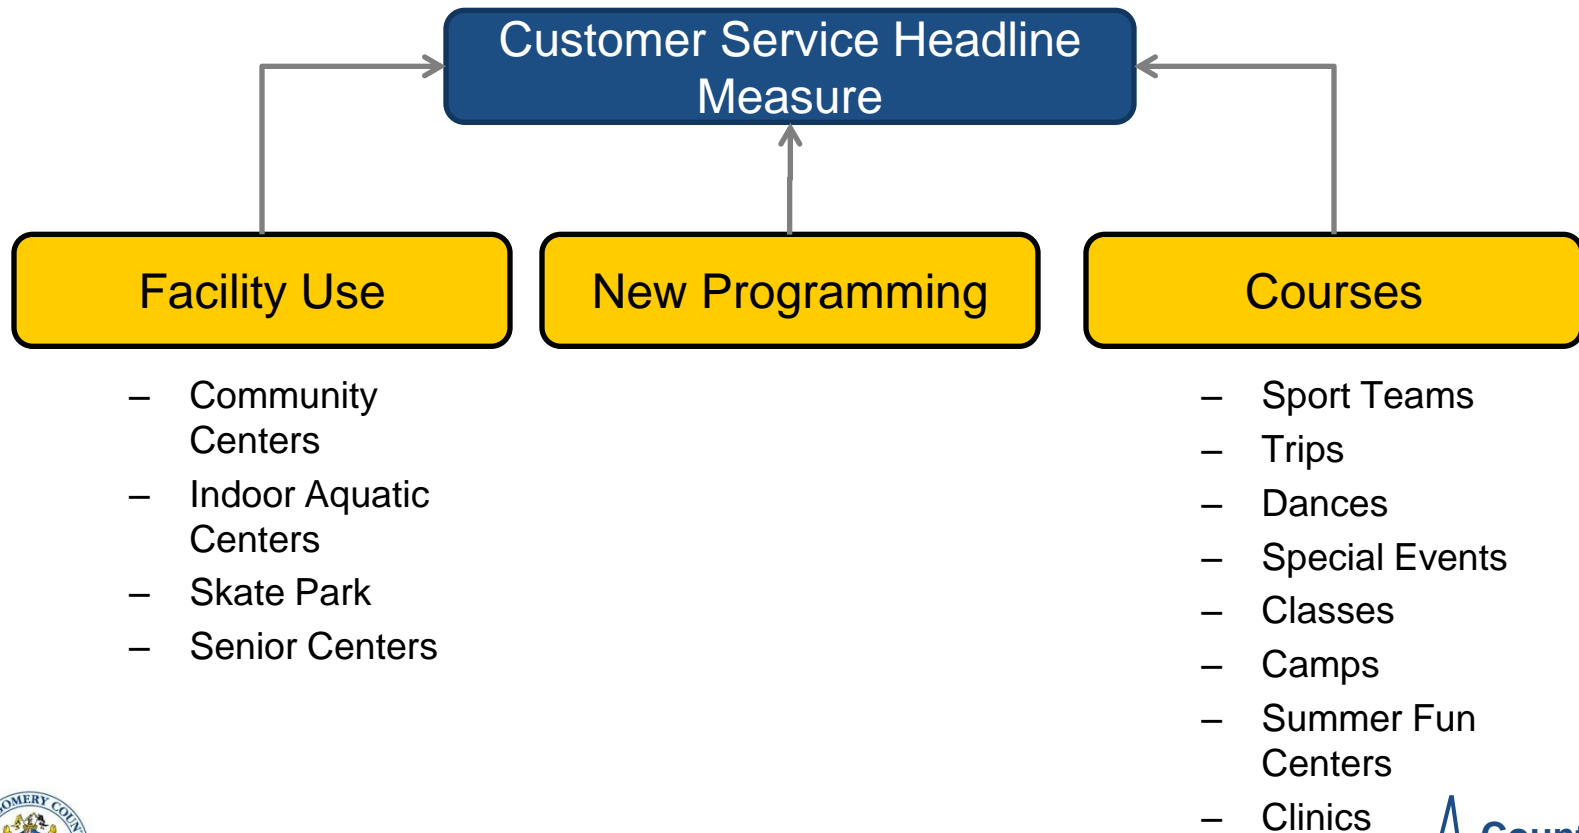 Customer Service Headline
Measure
Facility Use
New Programming
Courses
– Community
Centers
– Indoor Aquatic
Centers
– Skate Park
– Senior Centers
– Sport Teams
– Trips
– Dances
– Special Events
– Classes
– Camps
– Summer Fun
Centers
– Clinics